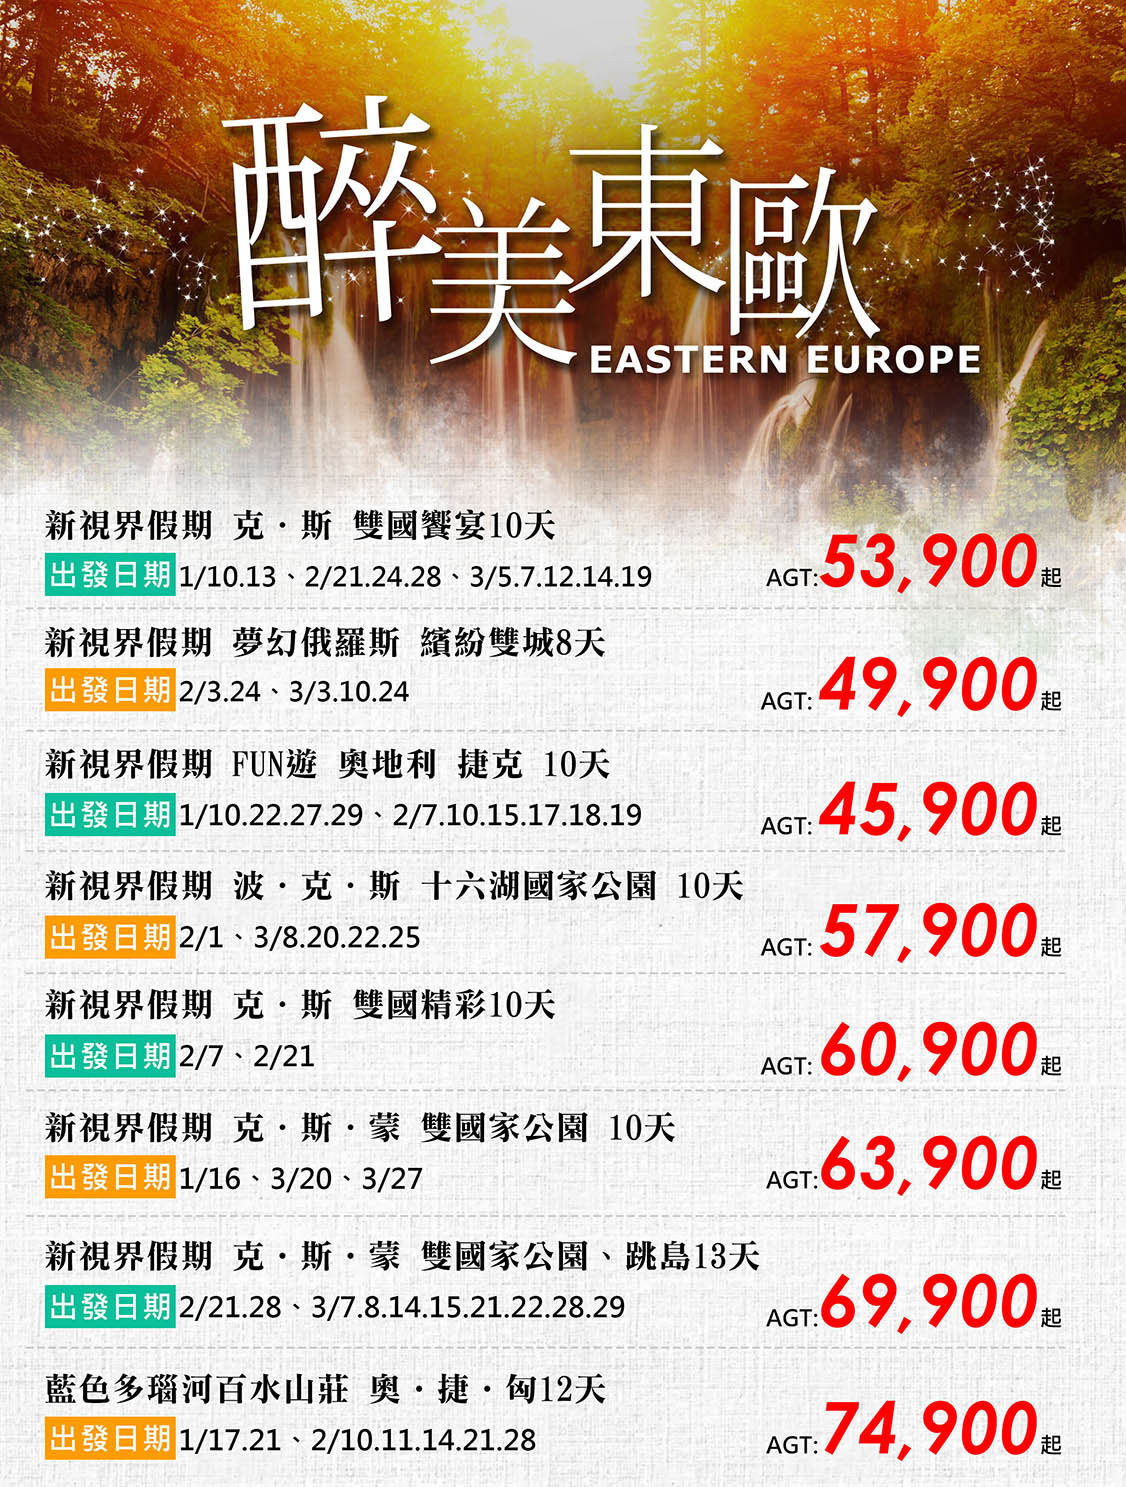 醉美東歐
EASTERN EUROPE
新視界假期 克·斯 雙國饗宴10天
出發日期 1/10.13、2/21.24.28、3/5.7.12.14.19
AGT:53,900起
新視界假期 夢幻俄羅斯 繽紛雙城8天
出發日期 2/3.24、3/3.10.24
AGT:49,900起
新視界假期 FUN遊 奧地利 捷克 10天
出發日期 1/10.22.27.29、2/7.10.15.17.18.19
AGT:45,900起
新視界假期 波·克·斯 十六湖國家公園 10天
出發日期 2/1、3/8.20.22.25
AGT:57,900起
新視界假期 克·斯 雙國精彩10天
出發日期 2/7、2/21
AGT:60,900起
新視界假期 克·斯·蒙 雙國家公園 10天
出發日期 1/16、3/20、3/27
AGT:63,900起
新視界假期 克·斯·蒙 雙國家公園、跳島13天
出發日期 2/21.28、3/7.8.14.15.21.22.28.29
AGT:69,900起
藍色多瑙河百水山莊 奧·捷·匈12天
出發日期 1/17.21、2/10.11.14.21.28
AGT:74,900起